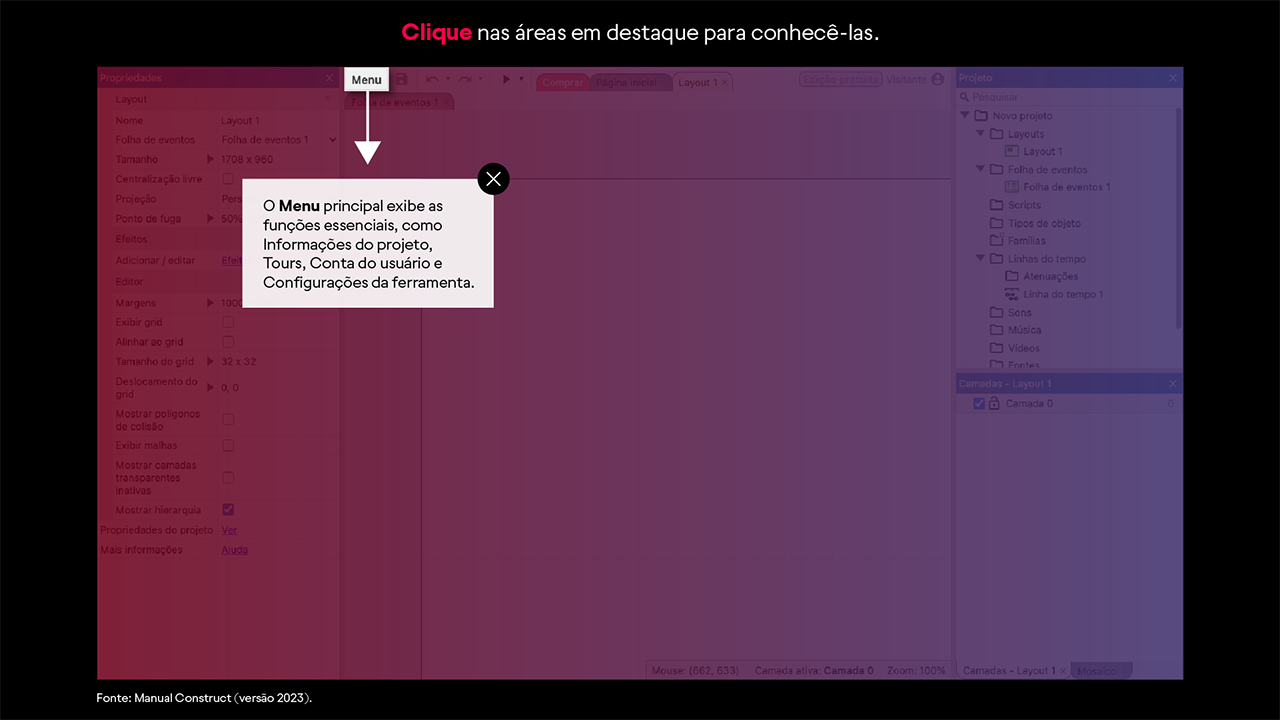 Clique nas áreas em destaque para conhecê-las.
Propriedades
Menu
Comprar
Página inicial
Layout 1
Edição gratuita
Visitante
Projeto
Layout
Folha de eventos 1
Pesquisar
Nome
Layout 1
Folha de eventos
Folha de eventos 1
Tamanho
1708 x 960
Centralização livre
Projeção
Ponto de fuga
50%
Efeitos
Adicionar / editar
Editor
Margens
Exibir grid
Alinhar ao grid
Tamanho do grid
32 x 32
Deslocamento do
grid
0, 0
Mostrar polígonos
de colisão
Exibir malhas
Mostrar camadas
transparentes
inativas
Mostrar hierarquia
Propriedades do projeto
Ver
Mais informações
Ajuda
O Menu principal exibe as
funções essenciais, como
Informações do projeto,
Tours, Conta do usuário e
Configurações da ferramenta.
Novo projeto
Layouts
Layout 1
Folha de eventos
Folha de eventos 1
Scripts
Tipos de objeto
Famílias
Linhas do tempo
Atenuações
Linha do tempo 1
Sons
Música
Vídeos
Fontes
Camadas - Layout 1
Camada 0
0
Mouse: (662, 633)
Camada ativa: Camada 0
Zoom: 100%
Camadas - Layout 1
Mosaico
Fonte: Manual Construct (versão 2023).